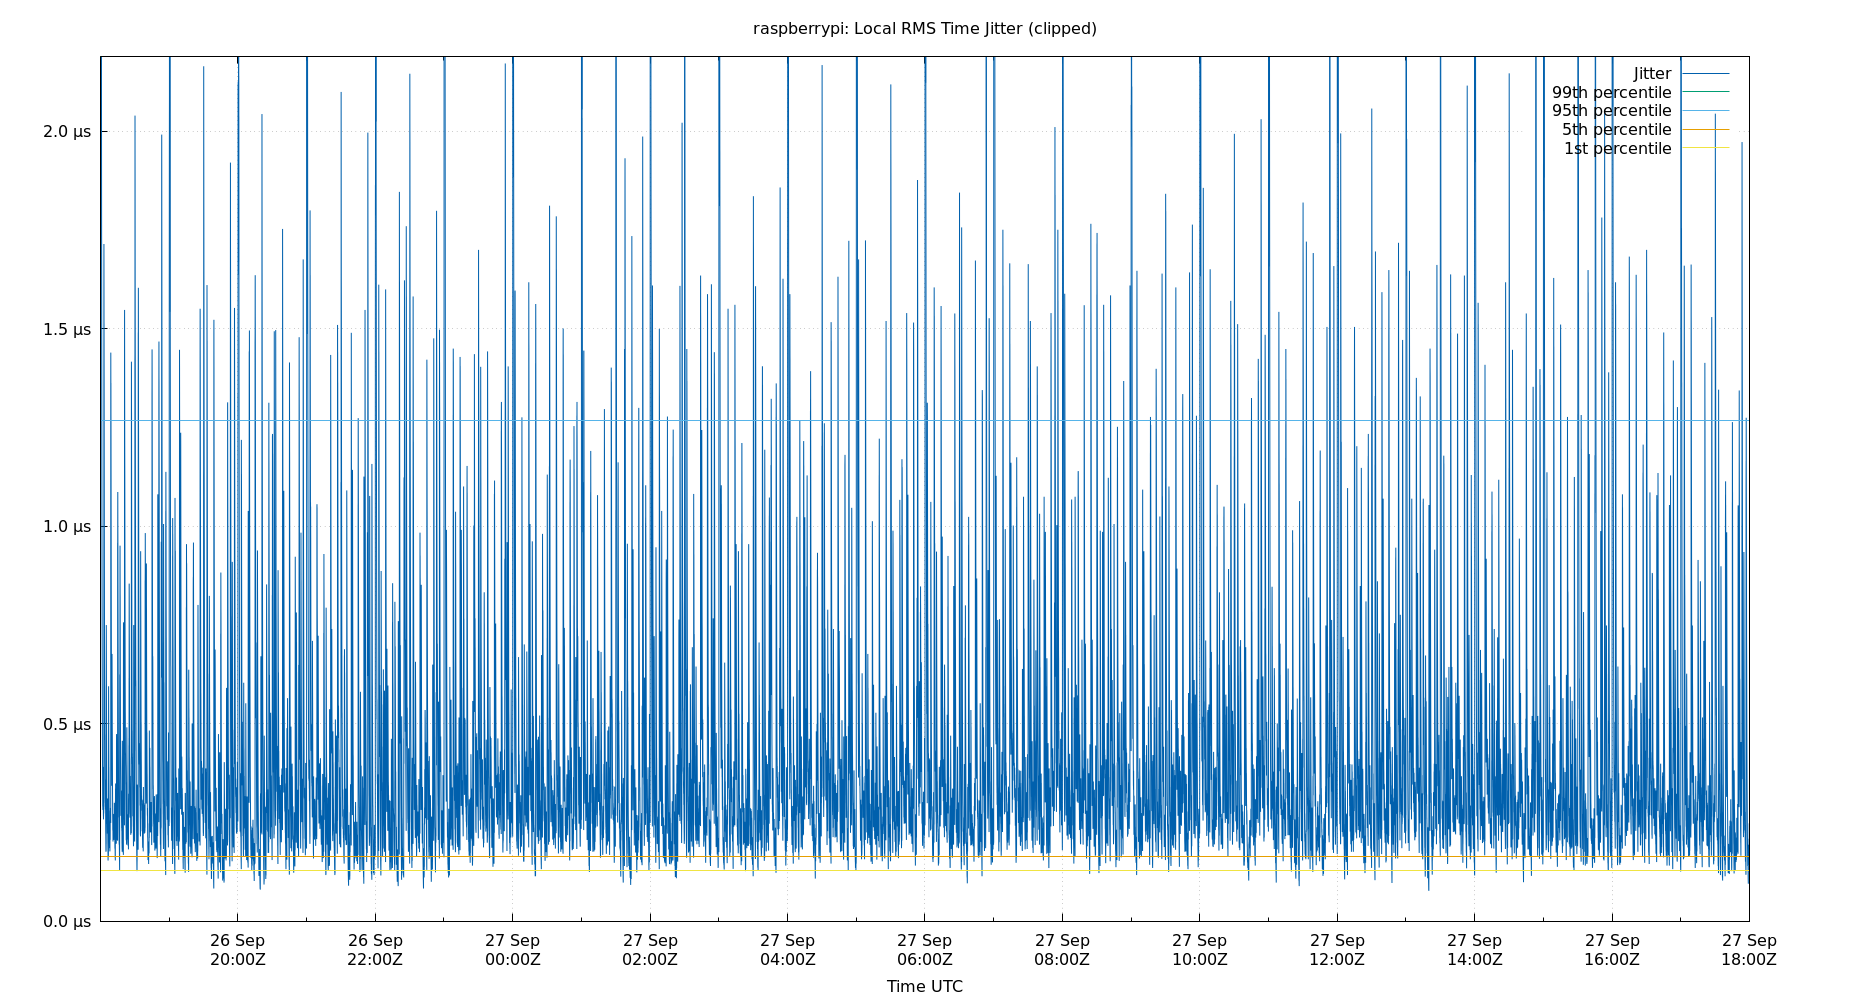 raspberrypi: Local RMS Time Jitter (clipped)
Jitter
99th percentile
95th percentile
5th percentile
1st percentile
2.0 µs
1.5 µs
1.0 µs
0.5 µs
0.0 µs
26 Sep 26 Sep 27 Sep 27 Sep 27 Sep 27 Sep 27 Sep 27 Sep 27 Sep 27 Sep 27 Sep 27 Sep
20:00Z 22:00Z 00:00Z 02:00Z 04:00Z 06:00Z 08:00Z 10:00Z 12:00Z 14:00Z 16:00Z 18:00Z
Time UTC